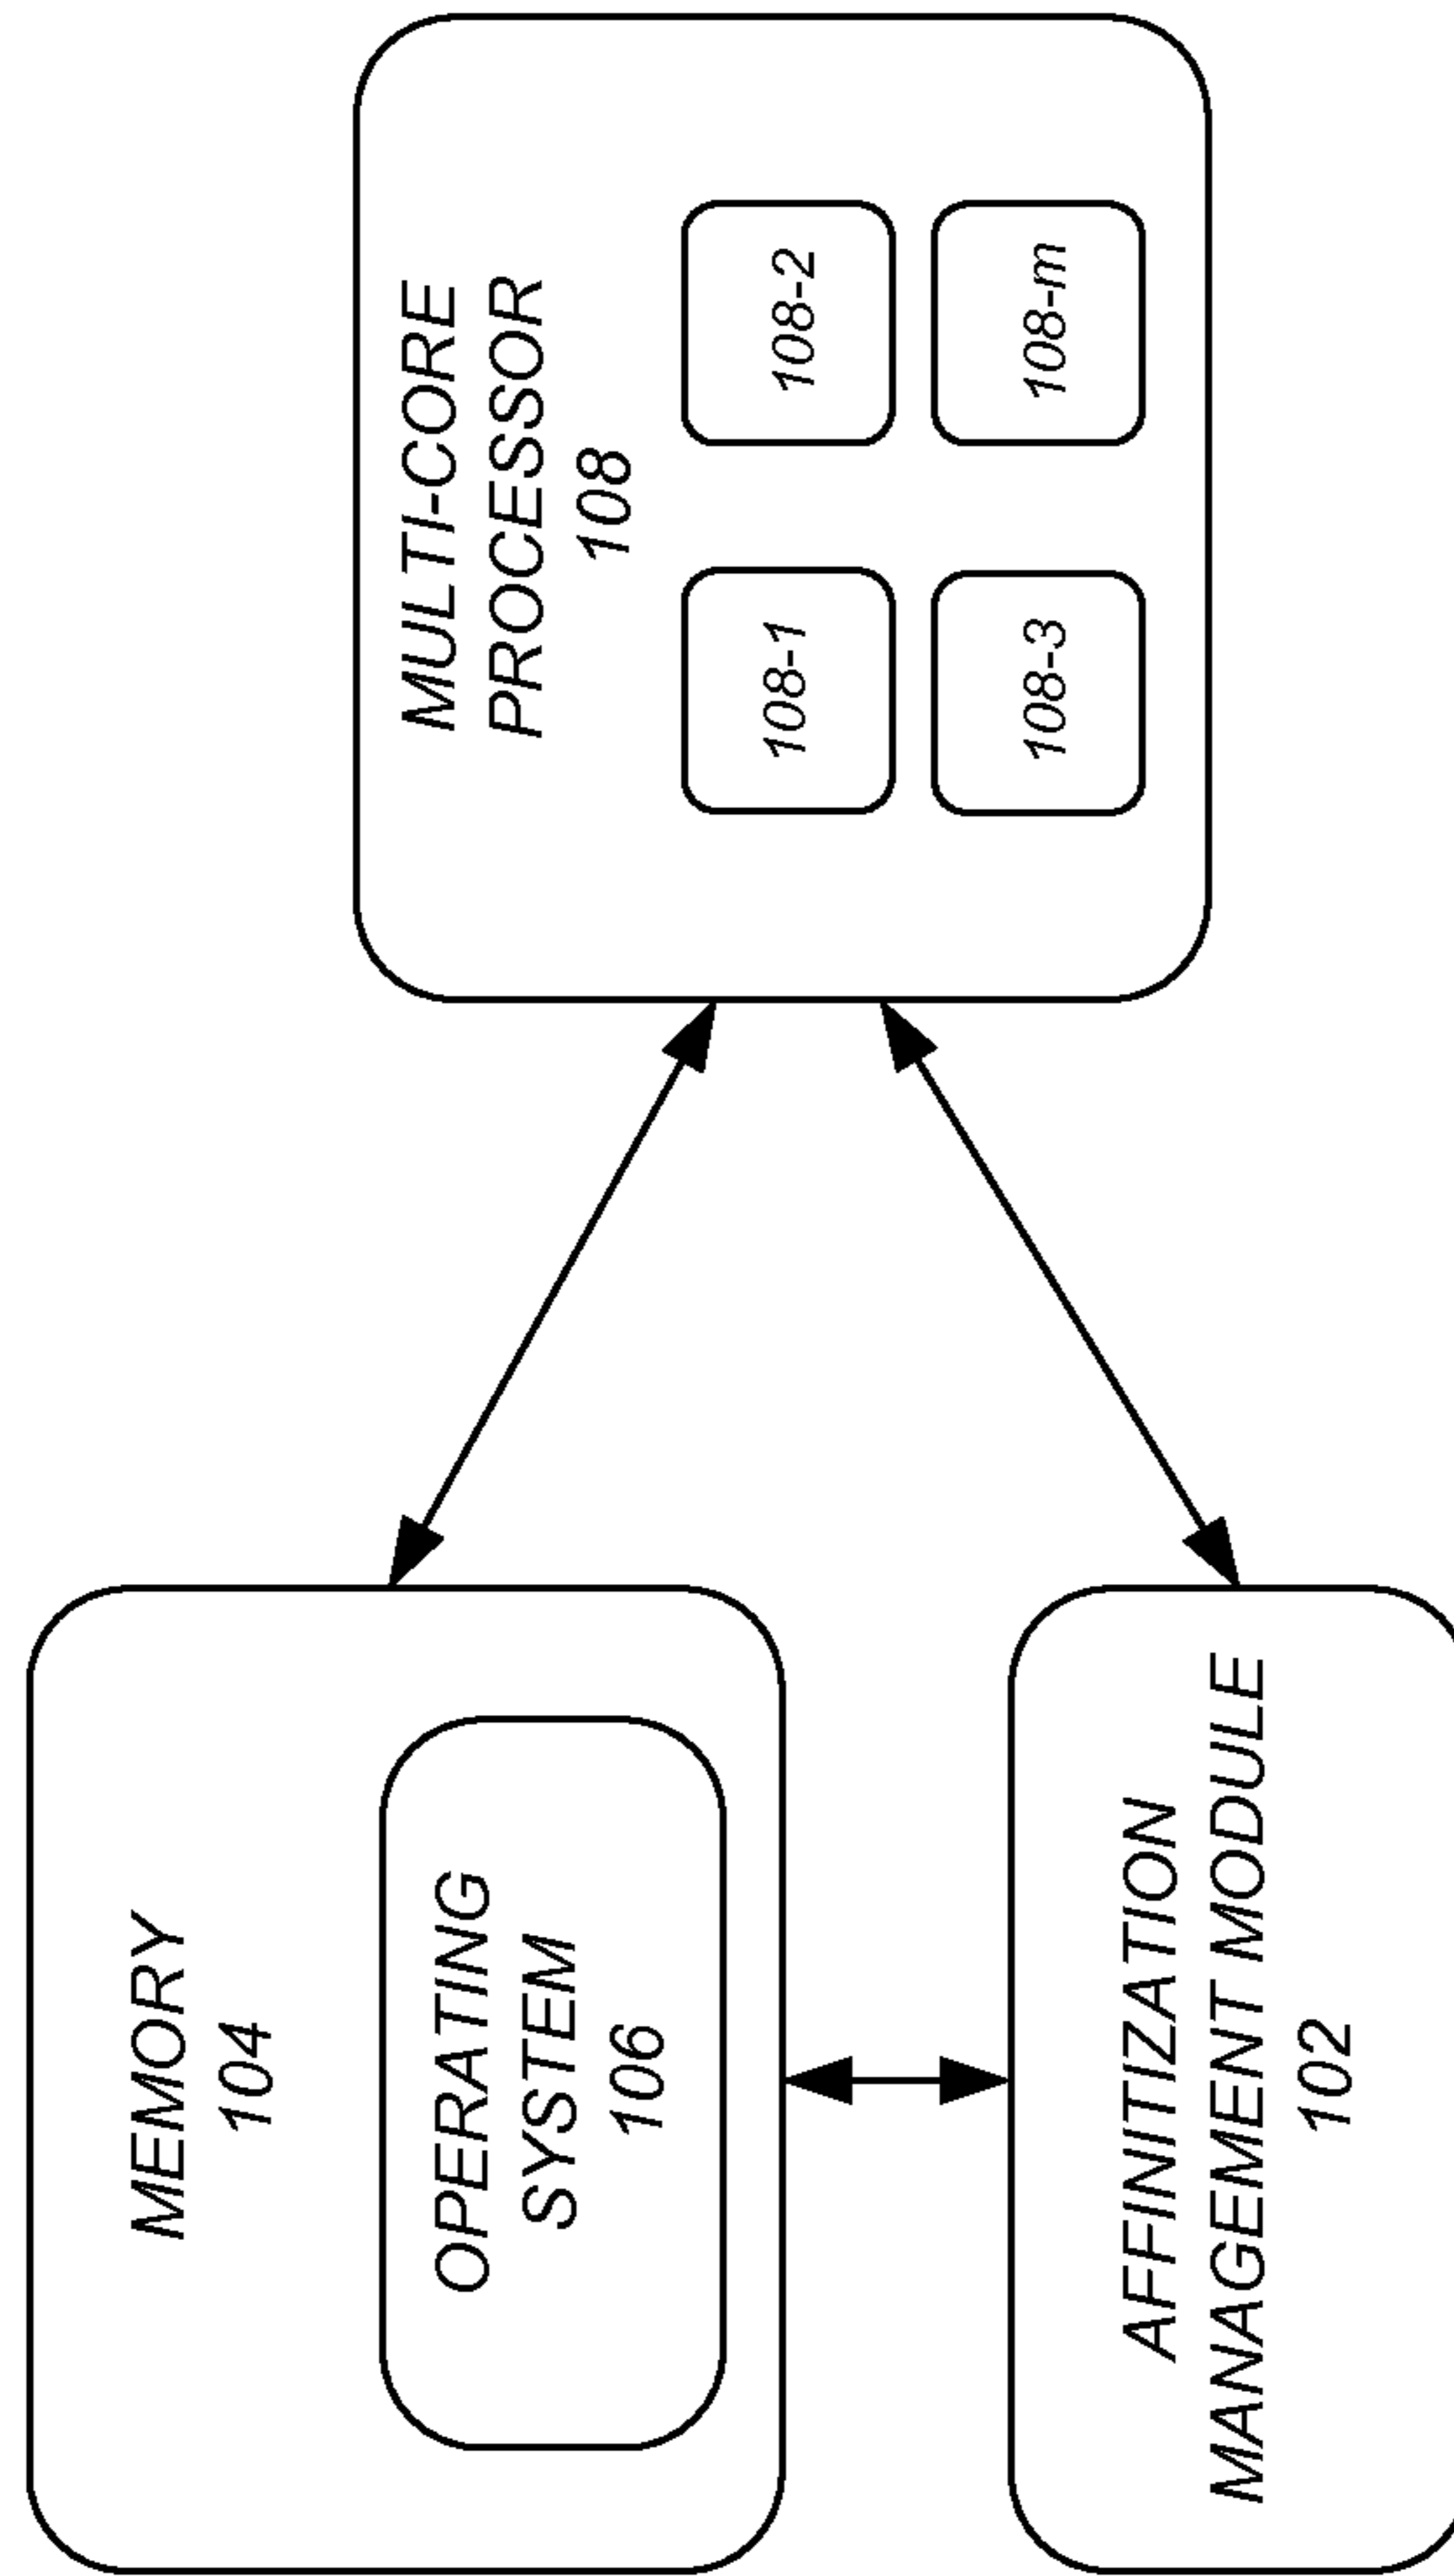 MEMORY
104
OPERATING
SYSTEM
106
AFFINITIZATION
MANAGEMENT MODULE
102
MULTI-CORE
PROCESSOR
108
108-1
108-2
108-3
108-m